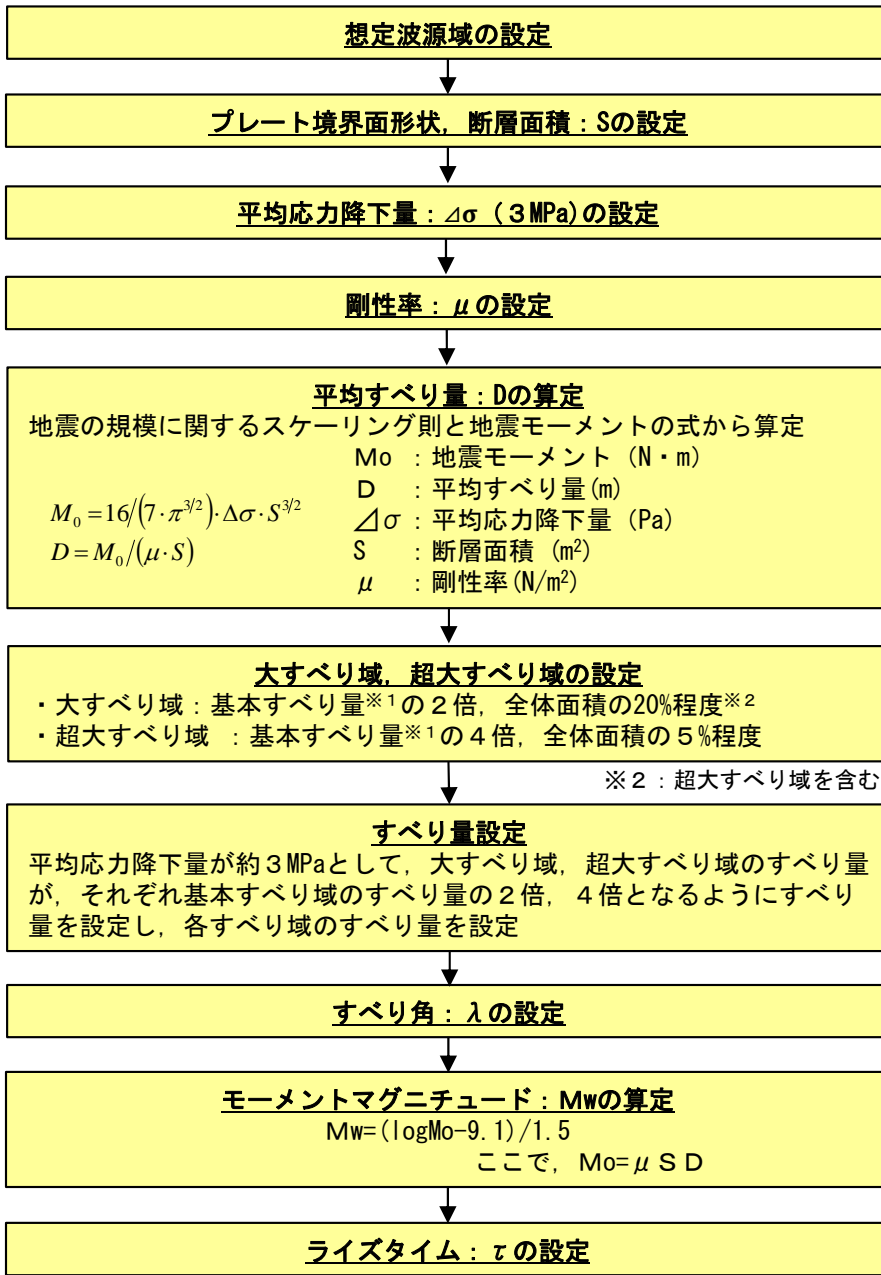 想定波源域の設定
プレート境界面形状，断層面積：Sの設定
平均応力降下量：⊿σ（３MPa)の設定
剛性率：μの設定
平均すべり量：Dの算定
地震の規模に関するスケーリング則と地震モーメントの式から算定
Ｍo ：地震モーメント (N・m)
Ｄ ：平均すべり量(m)
M₀=16/(7·π^{3/2})·Δσ·S^{3/2}
⊿σ：平均応力降下量 (Pa)
D=M₀/(μ·S)
S ：断層面積 (m²)
μ ：剛性率(N/m²)
大すべり域，超大すべり域の設定
・大すべり域：基本すべり量※１の２倍，全体面積の20%程度※２
・超大すべり域 ：基本すべり量※１の４倍，全体面積の５%程度
※２：超大すべり域を含む
すべり量設定
平均応力降下量が約３MPaとして，大すべり域，超大すべり域のすべり量
が，それぞれ基本すべり域のすべり量の２倍，４倍となるようにすべり
量を設定し，各すべり域のすべり量を設定
すべり角：λの設定
モーメントマグニチュード：Ｍwの算定
Ｍw=(logMo-9.1)/1.5
ここで，Ｍo=μＳＤ
ライズタイム：τの設定